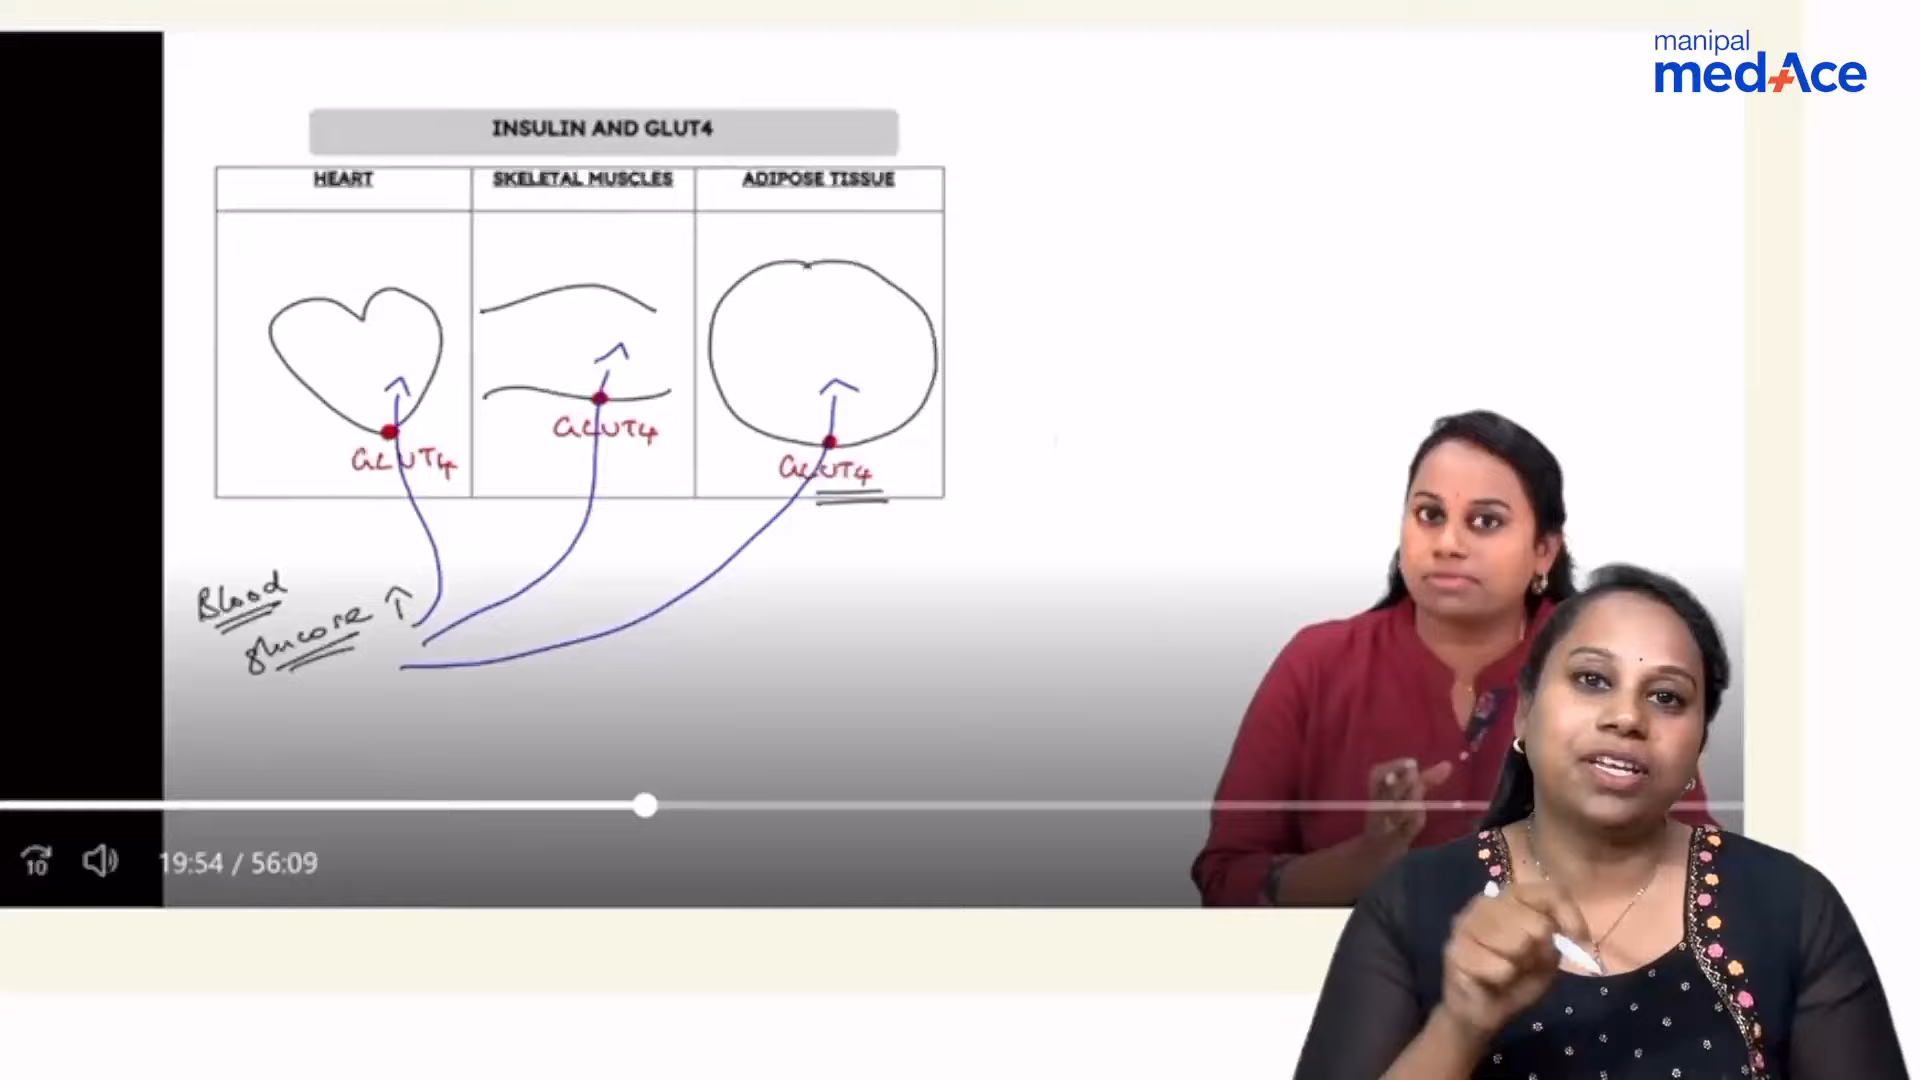 manipal
medAce
INSULIN AND GLUT4
HEART SKELETAL MUSCLES ADIPOSE TISSUE
GLUT4
GLUT4
GLUT4
Blood
glucose ↑
10
19:54 / 56:09